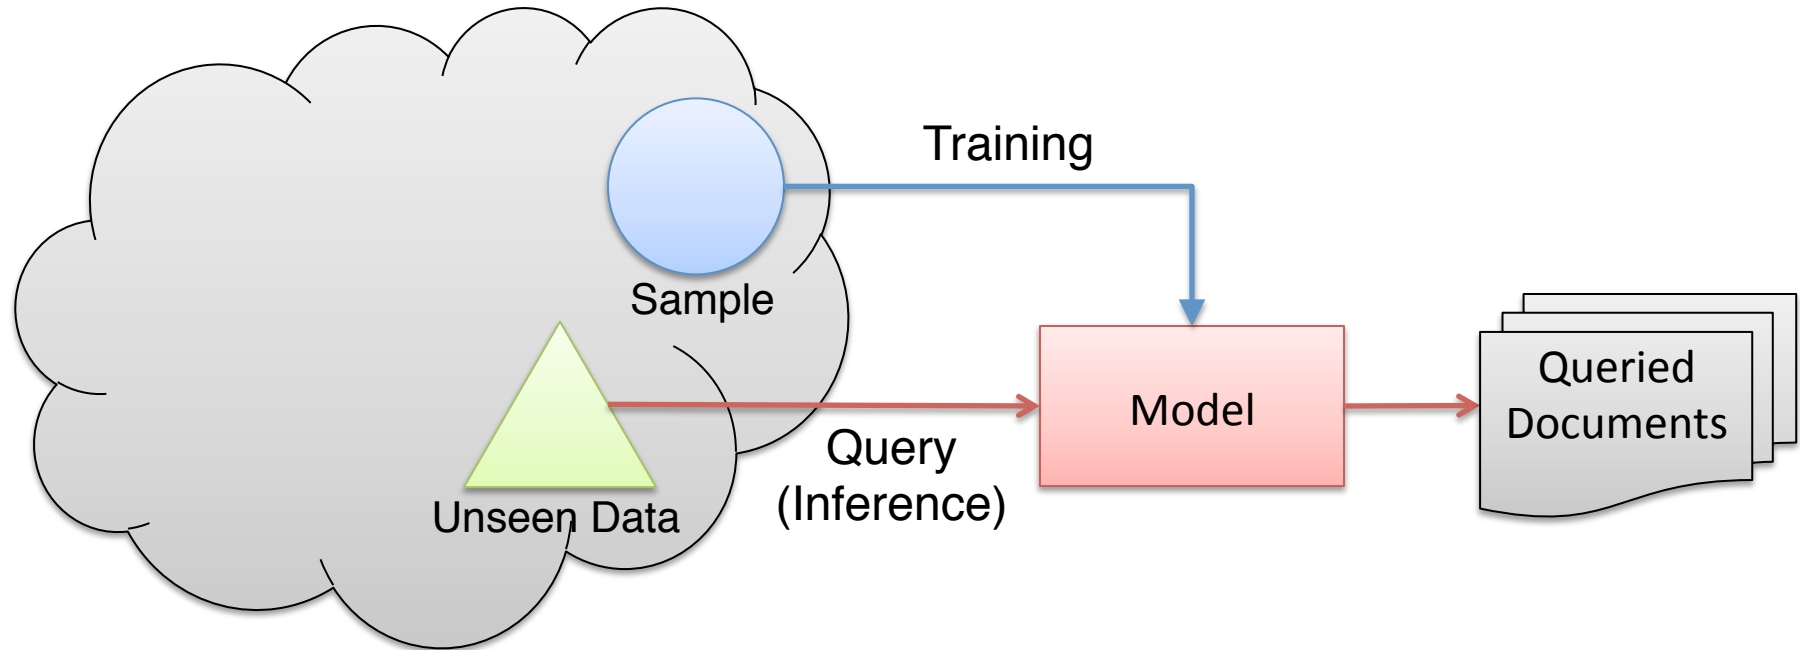 Training
Sample
Unseen Data
Query
(Inference)
Model
Queried
Documents